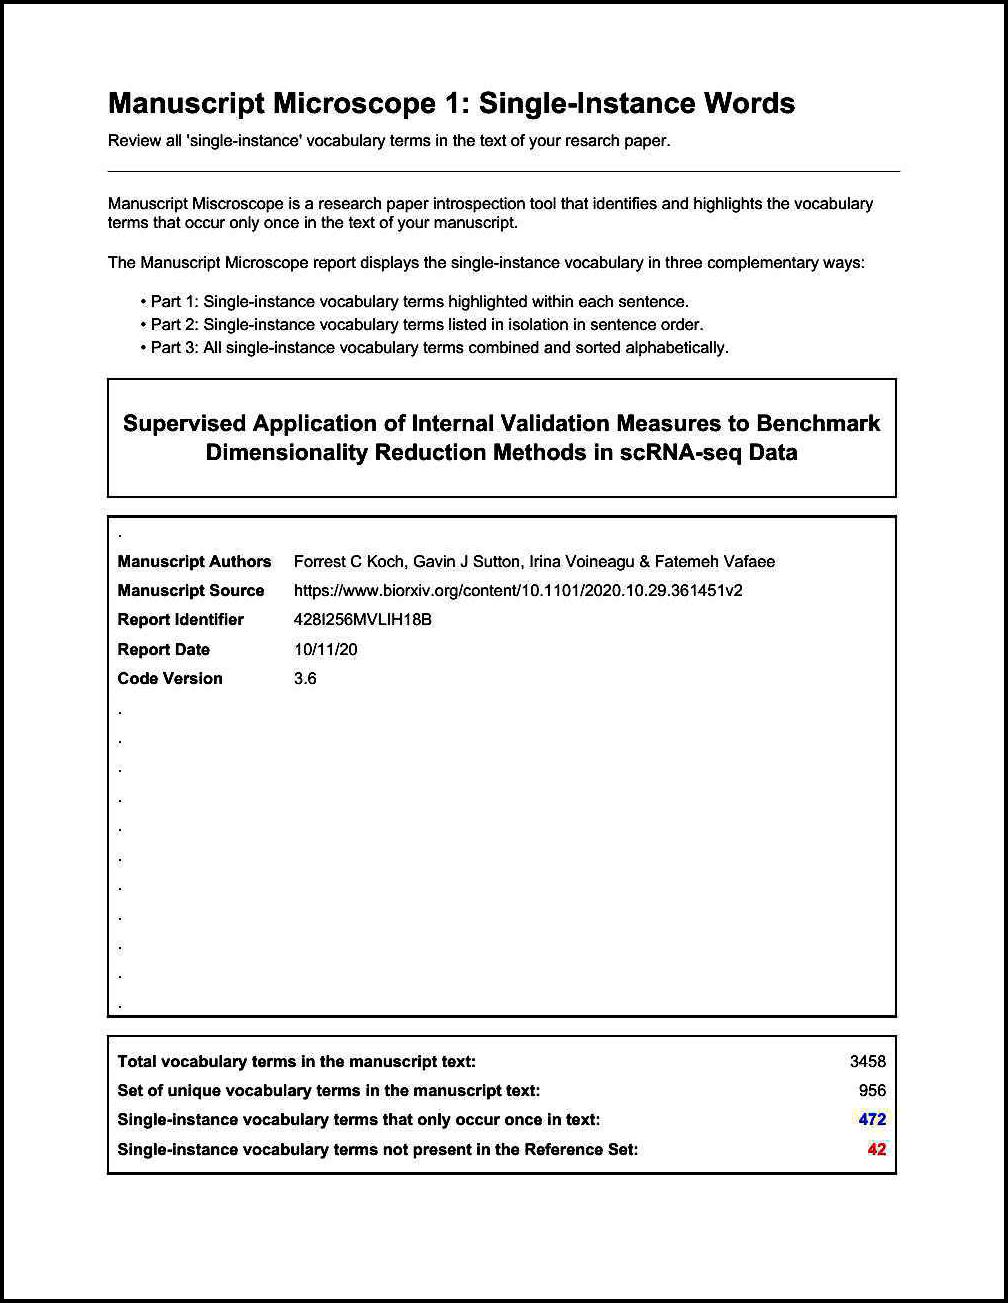 Manuscript Microscope 1: Single-Instance Words
Review all 'single-instance' vocabulary terms in the text of your resarch paper.
Manuscript Miscroscope is a research paper introspection tool that identifies and highlights the vocabulary
terms that occur only once in the text of your manuscript.
The Manuscript Microscope report displays the single-instance vocabulary in three complementary ways:
• Part 1: Single-instance vocabulary terms highlighted within each sentence.
• Part 2: Single-instance vocabulary terms listed in isolation in sentence order.
• Part 3: All single-instance vocabulary terms combined and sorted alphabetically.
Supervised Application of Internal Validation Measures to Benchmark
Dimensionality Reduction Methods in scRNA-seq Data
.
Manuscript Authors Forrest C Koch, Gavin J Sutton, Irina Voineagu & Fatemeh Vafaee
Manuscript Source https://www.biorxiv.org/content/10.1101/2020.10.29.361451v2
Report Identifier 428I256MVLIH18B
Report Date 10/11/20
Code Version 3.6
.
.
.
.
.
.
.
.
.
.
.
Total vocabulary terms in the manuscript text: 3458
Set of unique vocabulary terms in the manuscript text: 956
Single-instance vocabulary terms that only occur once in text: 472
Single-instance vocabulary terms not present in the Reference Set: 42